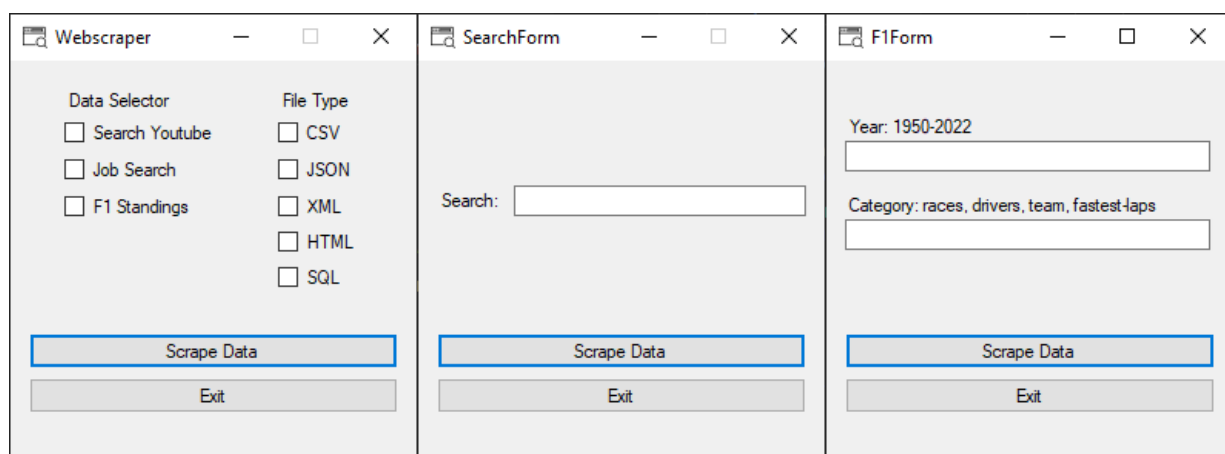 Webscraper
Data Selector
File Type
Search Youtube
CSV
Job Search
JSON
F1 Standings
XML
HTML
SQL
Scrape Data
Exit
SearchForm
Search:
Scrape Data
Exit
F1Form
Year: 1950-2022
Category: races, drivers, team, fastest-laps
Scrape Data
Exit